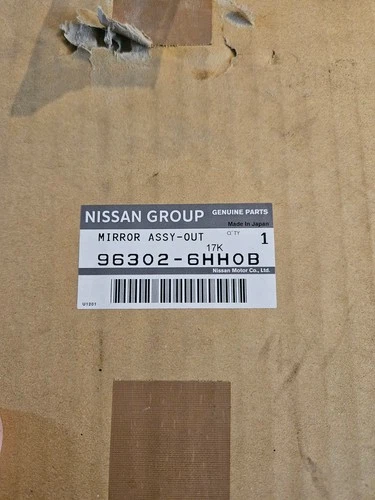 NISSAN GROUP GENUINE PARTS
Made in Japan
MIRROR ASSY-OUT Q'TY 1
17K
96302-6HH0B
Nissan Motor Co., Ltd.